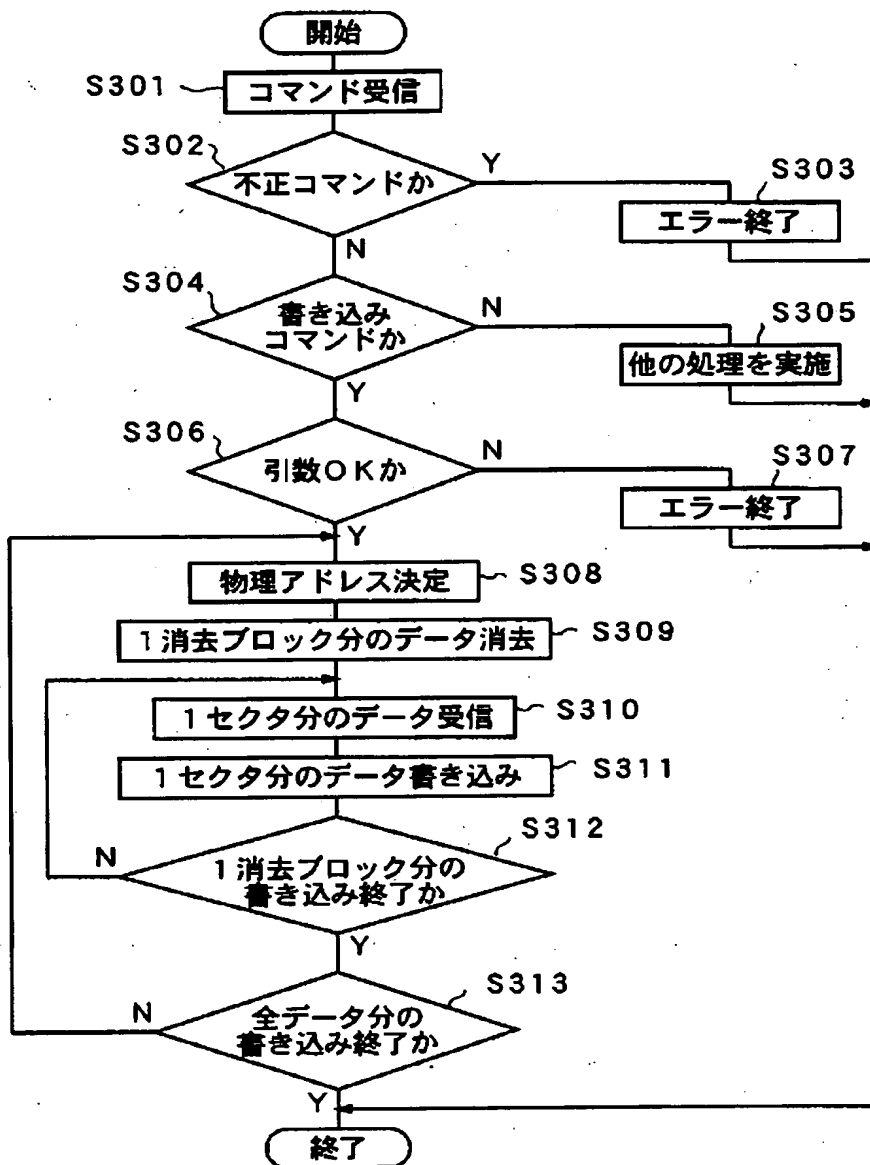 開始
S301
コマンド受信
S302
不正コマンドか
Y
S303
エラー終了
N
S304
書き込み
コマンドか
N
S305
他の処理を実施
Y
S306
引数OKか
N
S307
エラー終了
Y
物理アドレス決定
S308
1消去ブロック分のデータ消去
S309
1セクタ分のデータ受信
S310
1セクタ分のデータ書き込み
S311
S312
N
1消去ブロック分の
書き込み終了か
Y
S313
N
全データ分の
書き込み終了か
Y
終了